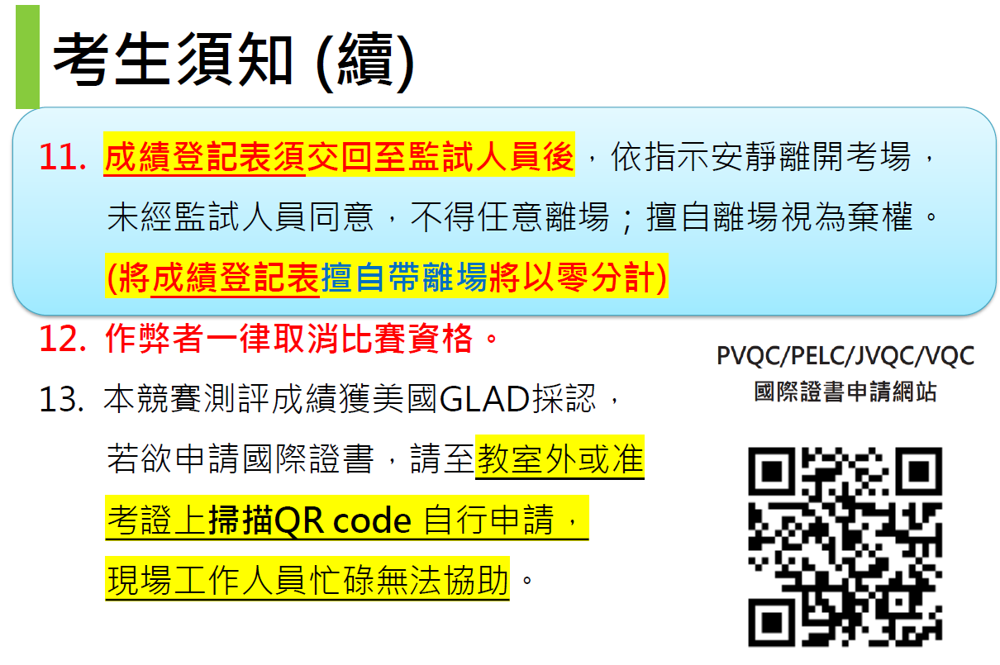 考生須知 (續)
11. 成績登記表須交回至監試人員後，依指示安靜離開考場，
未經監試人員同意，不得任意離場；擅自離場視為棄權。
(將成績登記表擅自帶離場將以零分計)
12. 作弊者一律取消比賽資格。
13. 本競賽測評成績獲美國GLAD採認，
若欲申請國際證書，請至教室外或准
考證上掃描QR code 自行申請，
現場工作人員忙碌無法協助。
PVQC/PELC/JVQC/VQC
國際證書申請網站